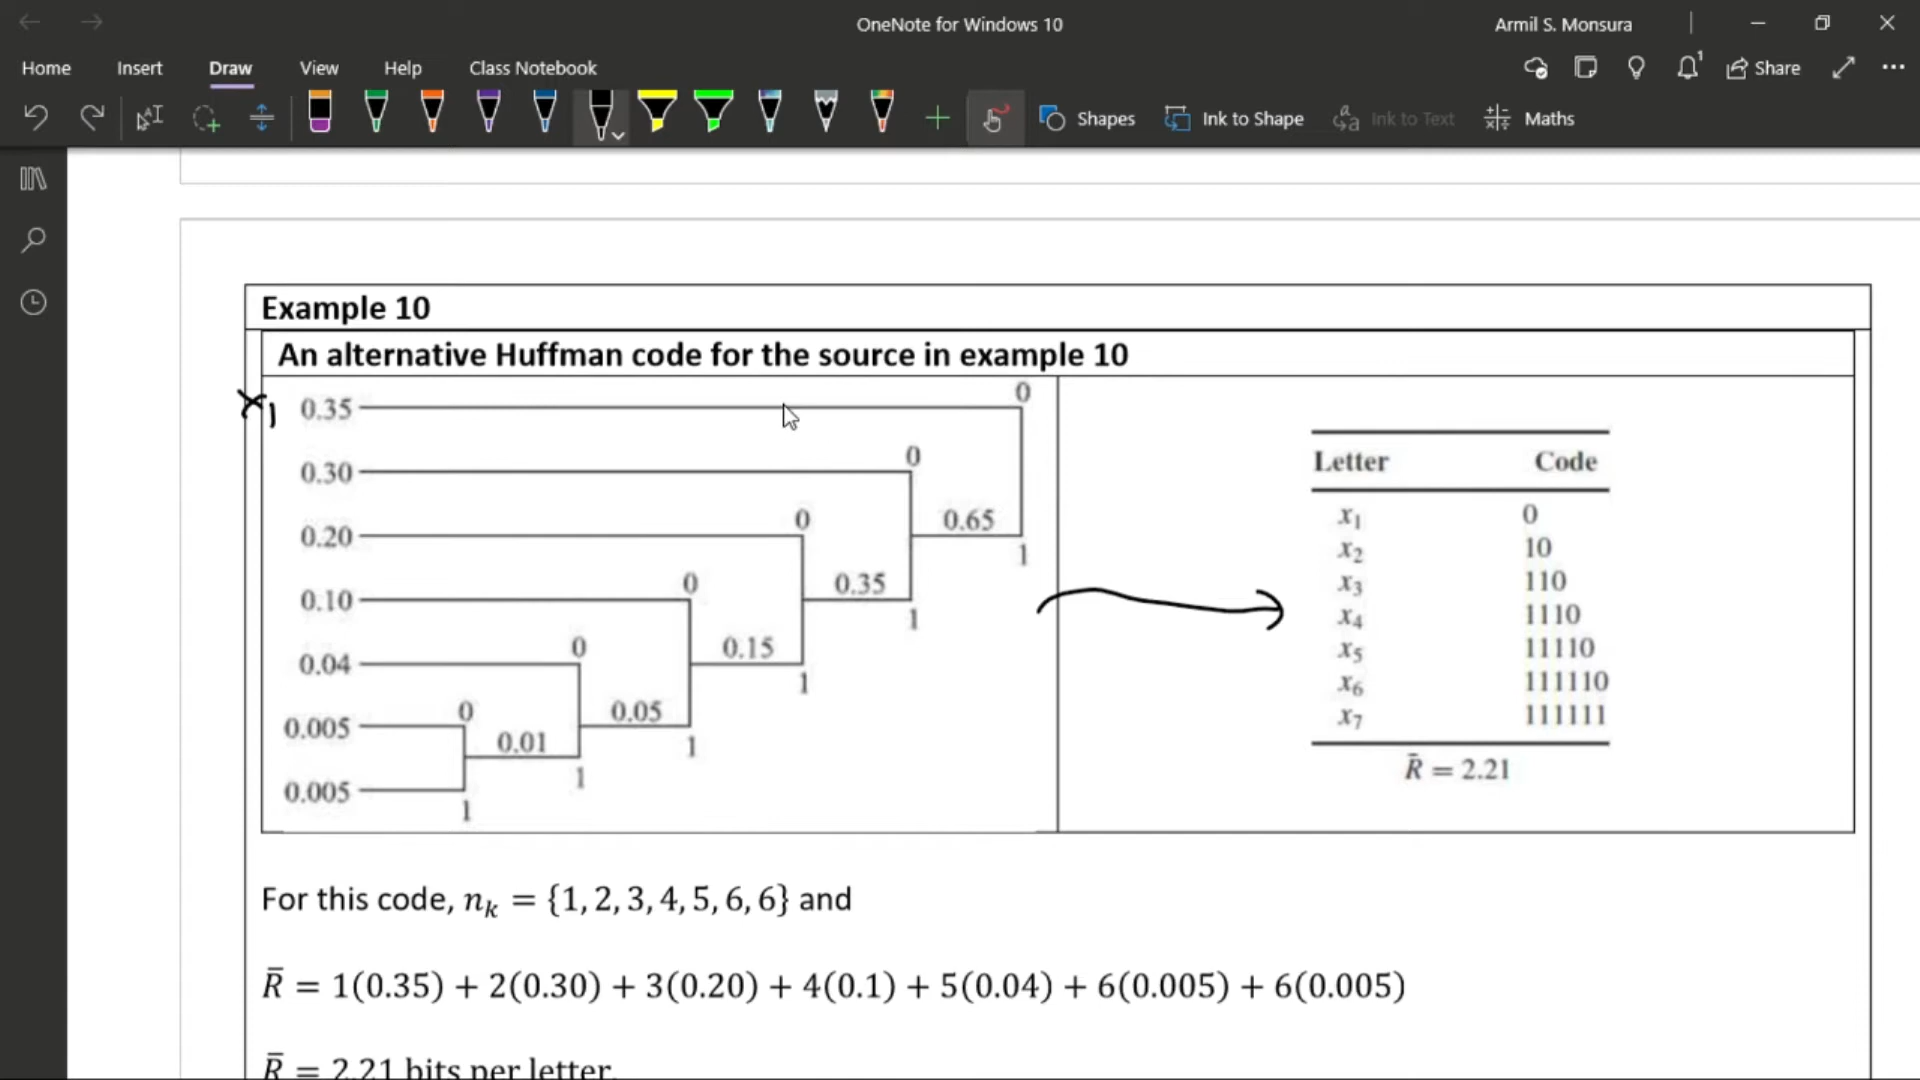 OneNote for Windows 10
Armil S. Monsura
Home Insert Draw View Help Class Notebook
1 Share
Shapes Ink to Shape Ink to Text Maths
Example 10
An alternative Huffman code for the source in example 10
x1 0.35 0
0.30 0
0.20 0 0.65
1
0.10 0 0.35
1
0.04 0 0.15
1
0.005 0 0.01 0.05
1
1
0.005
1
Letter Code
x1 0
x2 10
x3 110
x4 1110
x5 11110
x6 111110
x7 111111
R̄ = 2.21
For this code, nₖ = {1, 2, 3, 4, 5, 6, 6} and
R̄ = 1(0.35) + 2(0.30) + 3(0.20) + 4(0.1) + 5(0.04) + 6(0.005) + 6(0.005)
R̄ = 2.21 bits per letter.